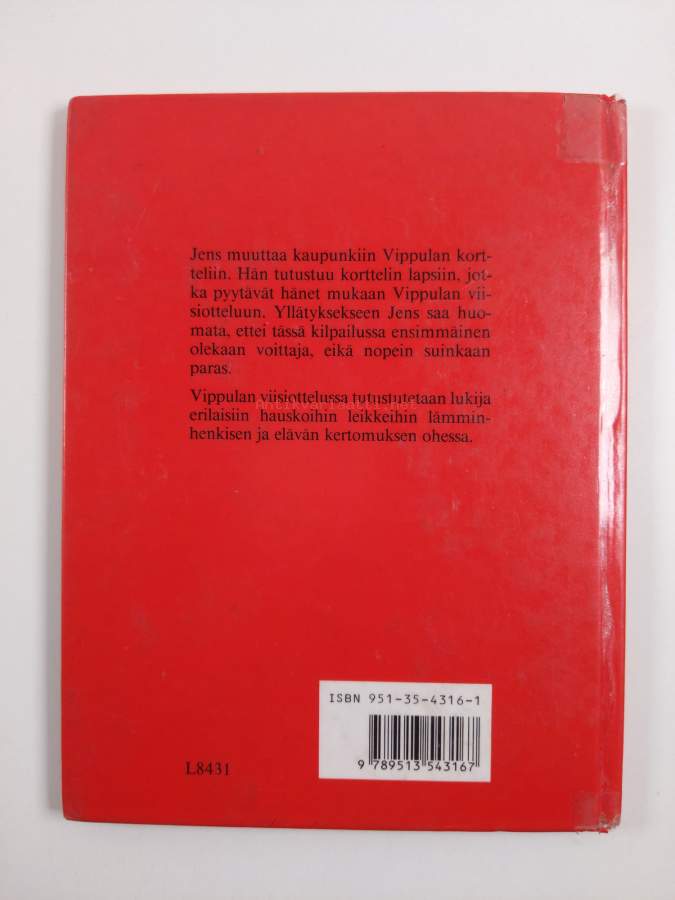 Jens muuttaa kaupunkiin Vippulan kort-
teliin. Hän tutustuu korttelin lapsiin, jot-
ka pyytävät hänet mukaan Vippulan vii-
siotteluun. Yllätyksekseen Jens saa huo-
mata, ettei tässä kilpailussa ensimmäinen
olekaan voittaja, eikä nopein suinkaan
paras.
Vippulan viisiottelussa tutustutetaan lukija
Antikvariaatti.net
erilaisiin hauskoihin leikkeihin lämmin-
henkisen ja elävän kertomuksen ohessa.
ISBN 951-35-4316-1
9 789513 543167
L8431